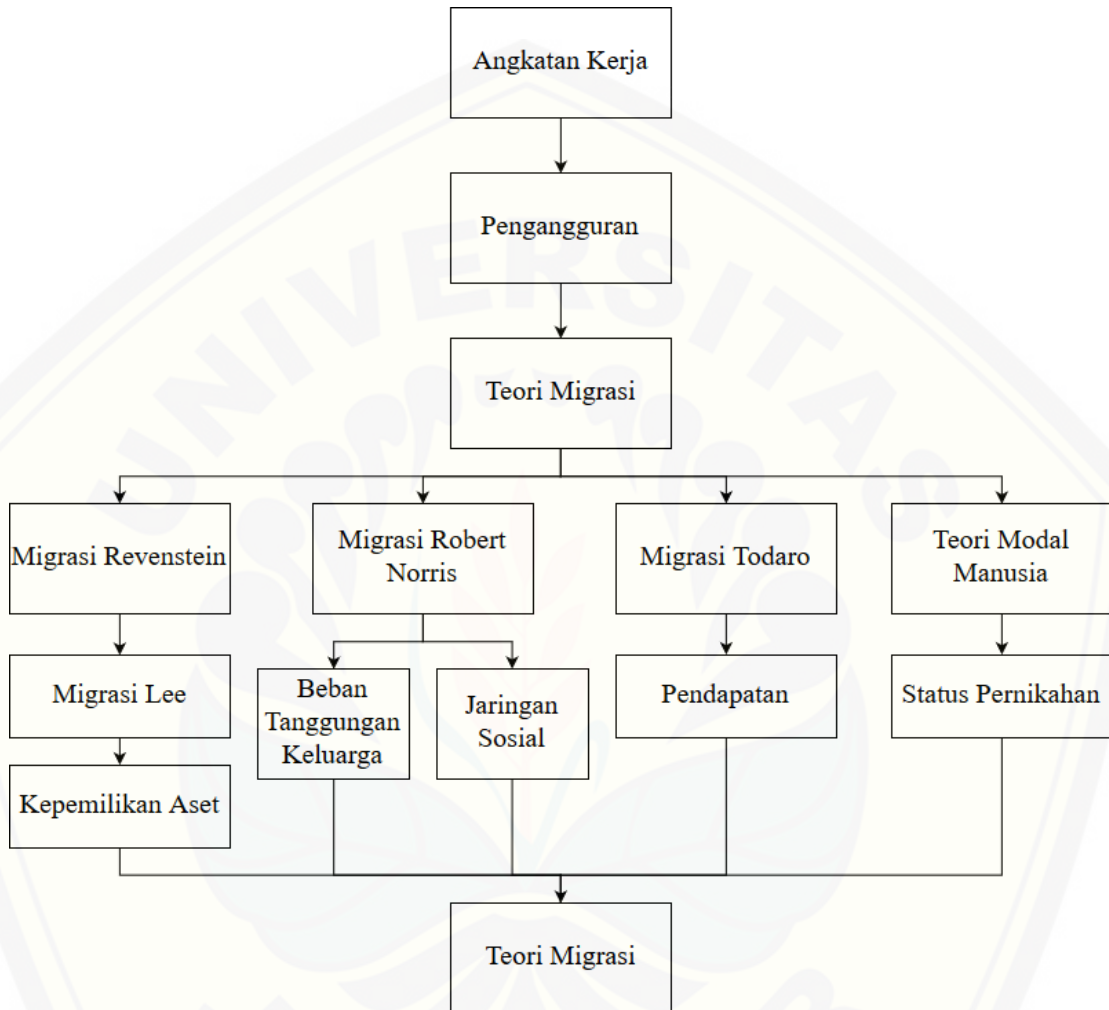 Angkatan Kerja
Pengangguran
UNIVERSITAS
Teori Migrasi
Migrasi Revenstein
Migrasi Robert
Norris
Migrasi Todaro
Teori Modal
Manusia
Migrasi Lee
Beban
Tanggungan
Keluarga
Jaringan
Sosial
Pendapatan
Status Pernikahan
Kepemilikan Aset
Teori Migrasi